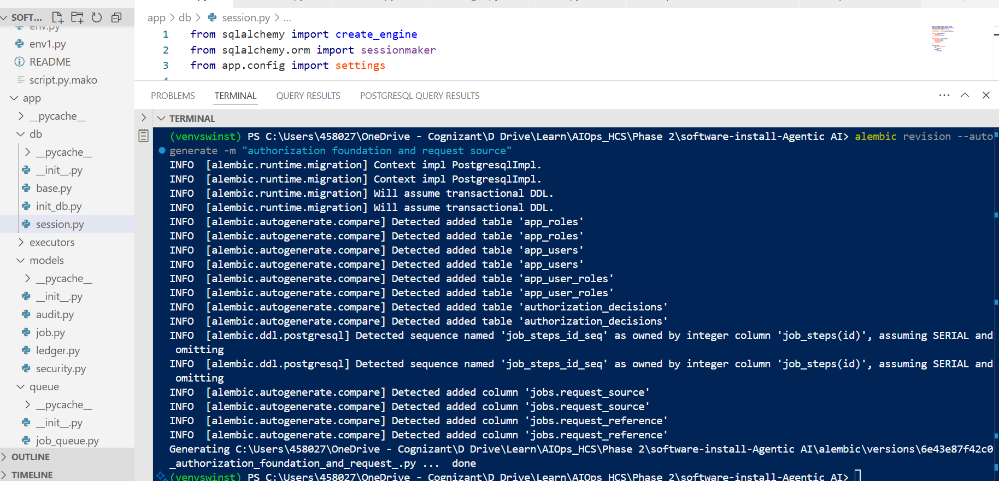 SOFT...
env.py
env1.py
README
script.py.mako
app
__pycache__
db
__pycache__
__init__.py
base.py
init_db.py
session.py
executors
models
__pycache__
__init__.py
audit.py
job.py
ledger.py
security.py
queue
__pycache__
__init__.py
job_queue.py
OUTLINE
TIMELINE
app > db > session.py > ...
1 from sqlalchemy import create_engine
2 from sqlalchemy.orm import sessionmaker
3 from app.config import settings
4
PROBLEMS TERMINAL QUERY RESULTS POSTGRESQL QUERY RESULTS
TERMINAL
(venvswinst) PS C:\Users\458027\OneDrive - Cognizant\D Drive\Learn\AIOps_HCS\Phase 2\software-install-Agentic AI> alembic revision --auto
generate -m "authorization foundation and request source"
INFO  [alembic.runtime.migration] Context impl PostgresqlImpl.
INFO  [alembic.runtime.migration] Context impl PostgresqlImpl.
INFO  [alembic.runtime.migration] Will assume transactional DDL.
INFO  [alembic.runtime.migration] Will assume transactional DDL.
INFO  [alembic.autogenerate.compare] Detected added table 'app_roles'
INFO  [alembic.autogenerate.compare] Detected added table 'app_roles'
INFO  [alembic.autogenerate.compare] Detected added table 'app_users'
INFO  [alembic.autogenerate.compare] Detected added table 'app_users'
INFO  [alembic.autogenerate.compare] Detected added table 'app_user_roles'
INFO  [alembic.autogenerate.compare] Detected added table 'app_user_roles'
INFO  [alembic.autogenerate.compare] Detected added table 'authorization_decisions'
INFO  [alembic.autogenerate.compare] Detected added table 'authorization_decisions'
INFO  [alembic.ddl.postgresql] Detected sequence named 'job_steps_id_seq' as owned by integer column 'job_steps(id)', assuming SERIAL and
omitting
INFO  [alembic.ddl.postgresql] Detected sequence named 'job_steps_id_seq' as owned by integer column 'job_steps(id)', assuming SERIAL and
omitting
INFO  [alembic.autogenerate.compare] Detected added column 'jobs.request_source'
INFO  [alembic.autogenerate.compare] Detected added column 'jobs.request_source'
INFO  [alembic.autogenerate.compare] Detected added column 'jobs.request_reference'
INFO  [alembic.autogenerate.compare] Detected added column 'jobs.request_reference'
Generating C:\Users\458027\OneDrive - Cognizant\D Drive\Learn\AIOps_HCS\Phase 2\software-install-Agentic AI\alembic\versions\6e43e87f42c0
_authorization_foundation_and_request_.py ...  done
(venvswinst) PS C:\Users\458027\OneDrive - Cognizant\D Drive\Learn\AIOps_HCS\Phase 2\software-install-Agentic AI>